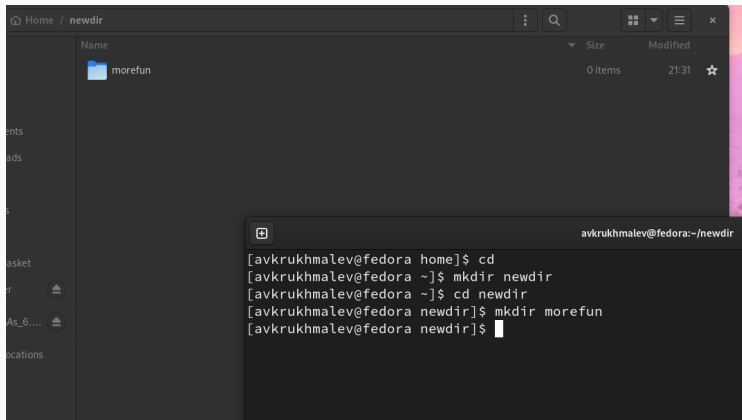 Home / newdir
Name Size Modified
morefun 0 items 21:31
ents
ads
s
asket
er
As_6....
ocations
avkrukhmalev@fedora:~/newdir
[avkrukhmalev@fedora home]$ cd
[avkrukhmalev@fedora ~]$ mkdir newdir
[avkrukhmalev@fedora ~]$ cd newdir
[avkrukhmalev@fedora newdir]$ mkdir morefun
[avkrukhmalev@fedora newdir]$